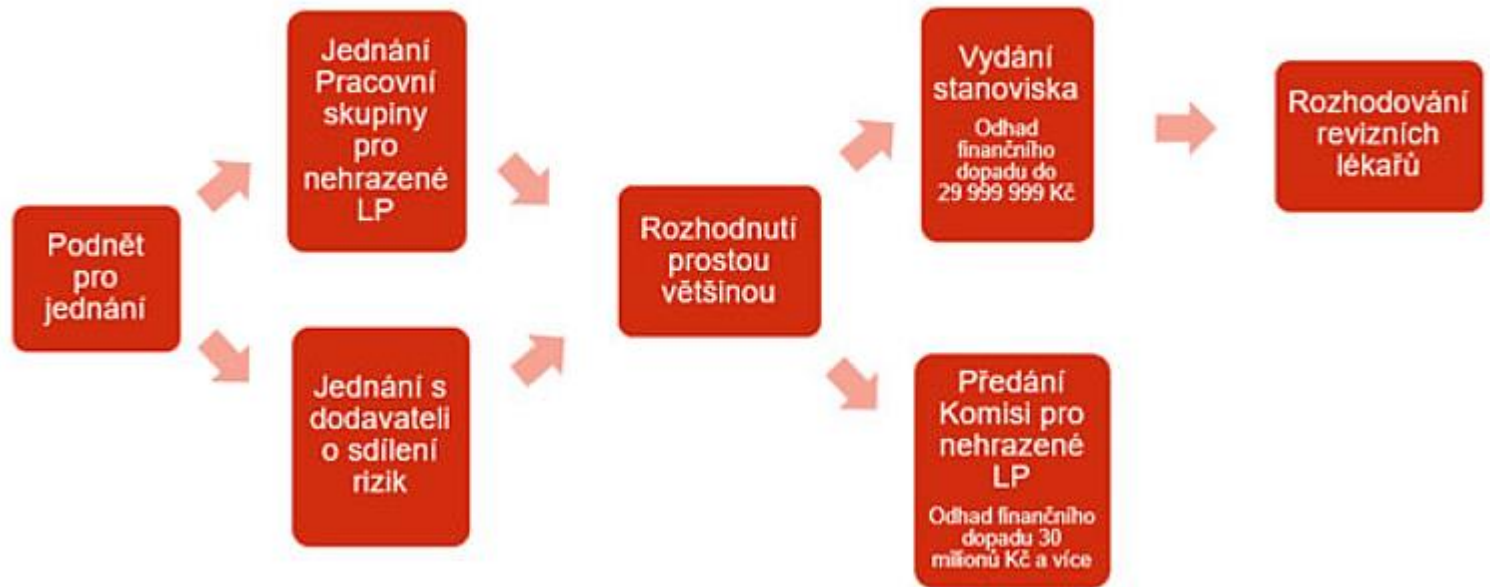 Podnět
pro
jednání
Jednání
Pracovní
skupiny
pro
nehrazené
LP
Jednání s
dodavateli
o sdílení
rizik
Rozhodnutí
prostou
většinou
Vydání
stanoviska
Odhad
finančního
dopadu do
29 999 999 Kč
Předání
Komisi pro
nehrazené
LP
Odhad finančního
dopadu 30
milionů Kč a více
Rozhodování
revizních
lékařů